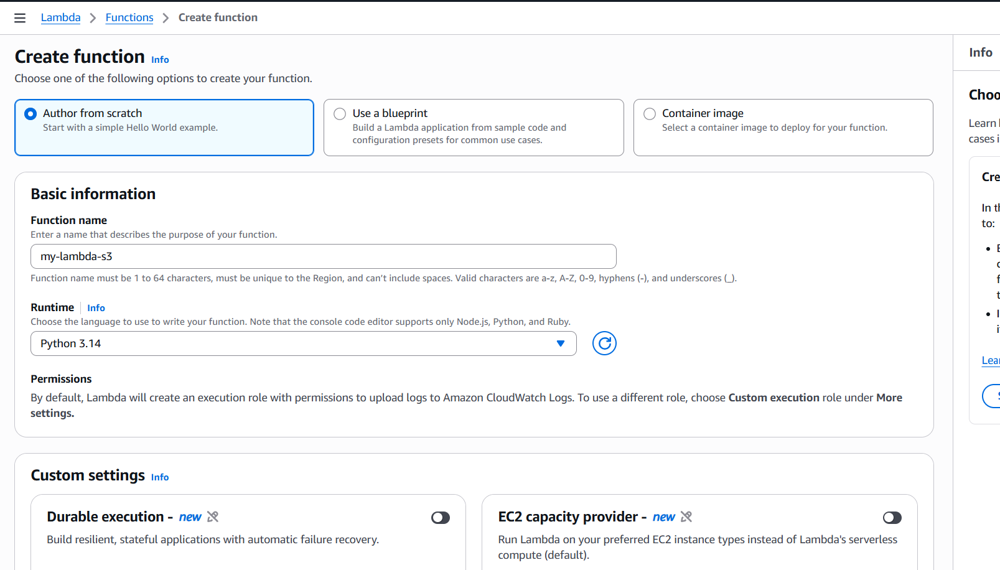 Lambda > Functions > Create function
Create function Info
Choose one of the following options to create your function.
Author from scratch
Start with a simple Hello World example.
Use a blueprint
Build a Lambda application from sample code and
configuration presets for common use cases.
Container image
Select a container image to deploy for your function.
Basic information
Function name
Enter a name that describes the purpose of your function.
my-lambda-s3
Function name must be 1 to 64 characters, must be unique to the Region, and can’t include spaces. Valid characters are a-z, A-Z, 0-9, hyphens (-), and underscores (_).
Runtime Info
Choose the language to use to write your function. Note that the console code editor supports only Node.js, Python, and Ruby.
Python 3.14
Permissions
By default, Lambda will create an execution role with permissions to upload logs to Amazon CloudWatch Logs. To use a different role, choose Custom execution role under More
settings.
Custom settings Info
Durable execution - new
Build resilient, stateful applications with automatic failure recovery.
EC2 capacity provider - new
Run Lambda on your preferred EC2 instance types instead of Lambda's serverless
compute (default).
Info
Choo
Learn
cases i
Cre
In th
to:
Lear